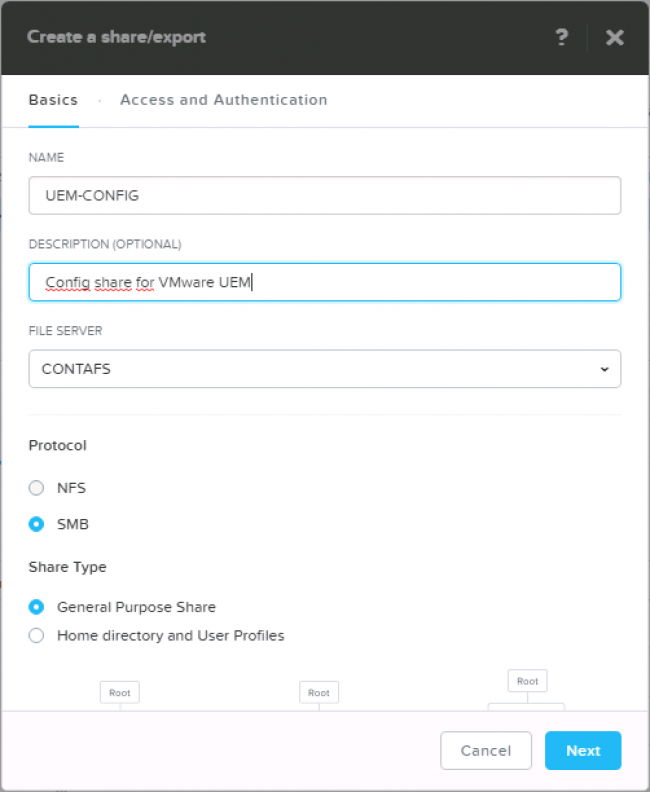 Create a share/export ?
Basics · Access and Authentication
NAME
UEM-CONFIG
DESCRIPTION (OPTIONAL)
Config share for VMware UEM
FILE SERVER
CONTAFS
Protocol
NFS
SMB
Share Type
General Purpose Share
Home directory and User Profiles
Root Root Root
Cancel Next